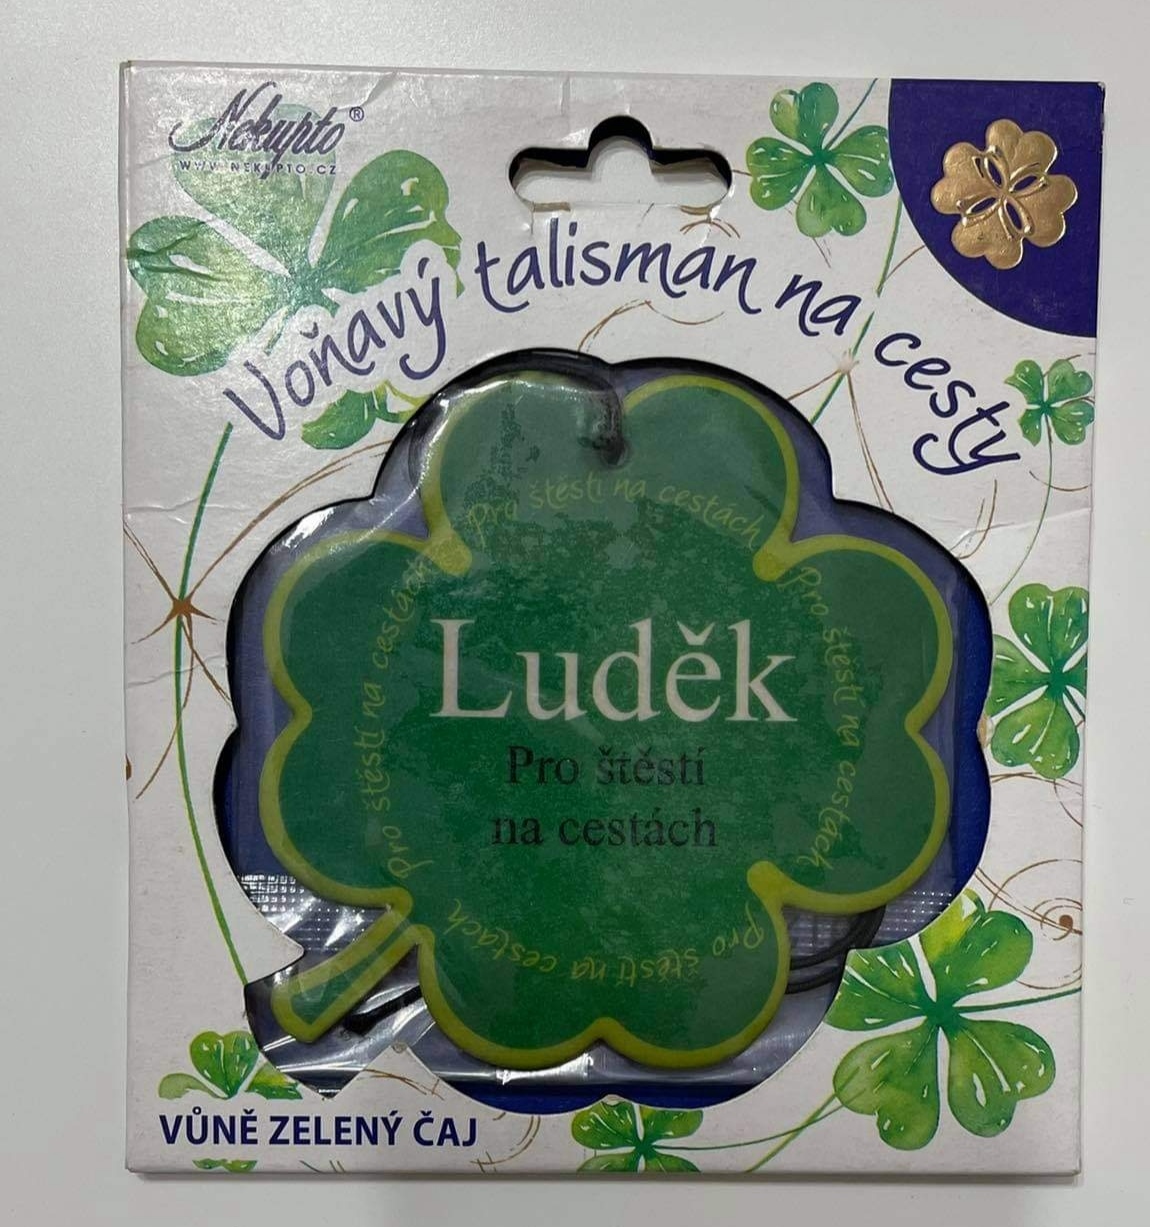 Nekupto®
WWW.NEKUPTO.CZ
Voňavý talisman na cesty
Pro štěstí na cestách
Pro štěstí na cestách
Pro štěstí na cestách
Luděk
Pro štěstí
na cestách
Pro štěstí na cestách
VŮNĚ ZELENÝ ČAJ